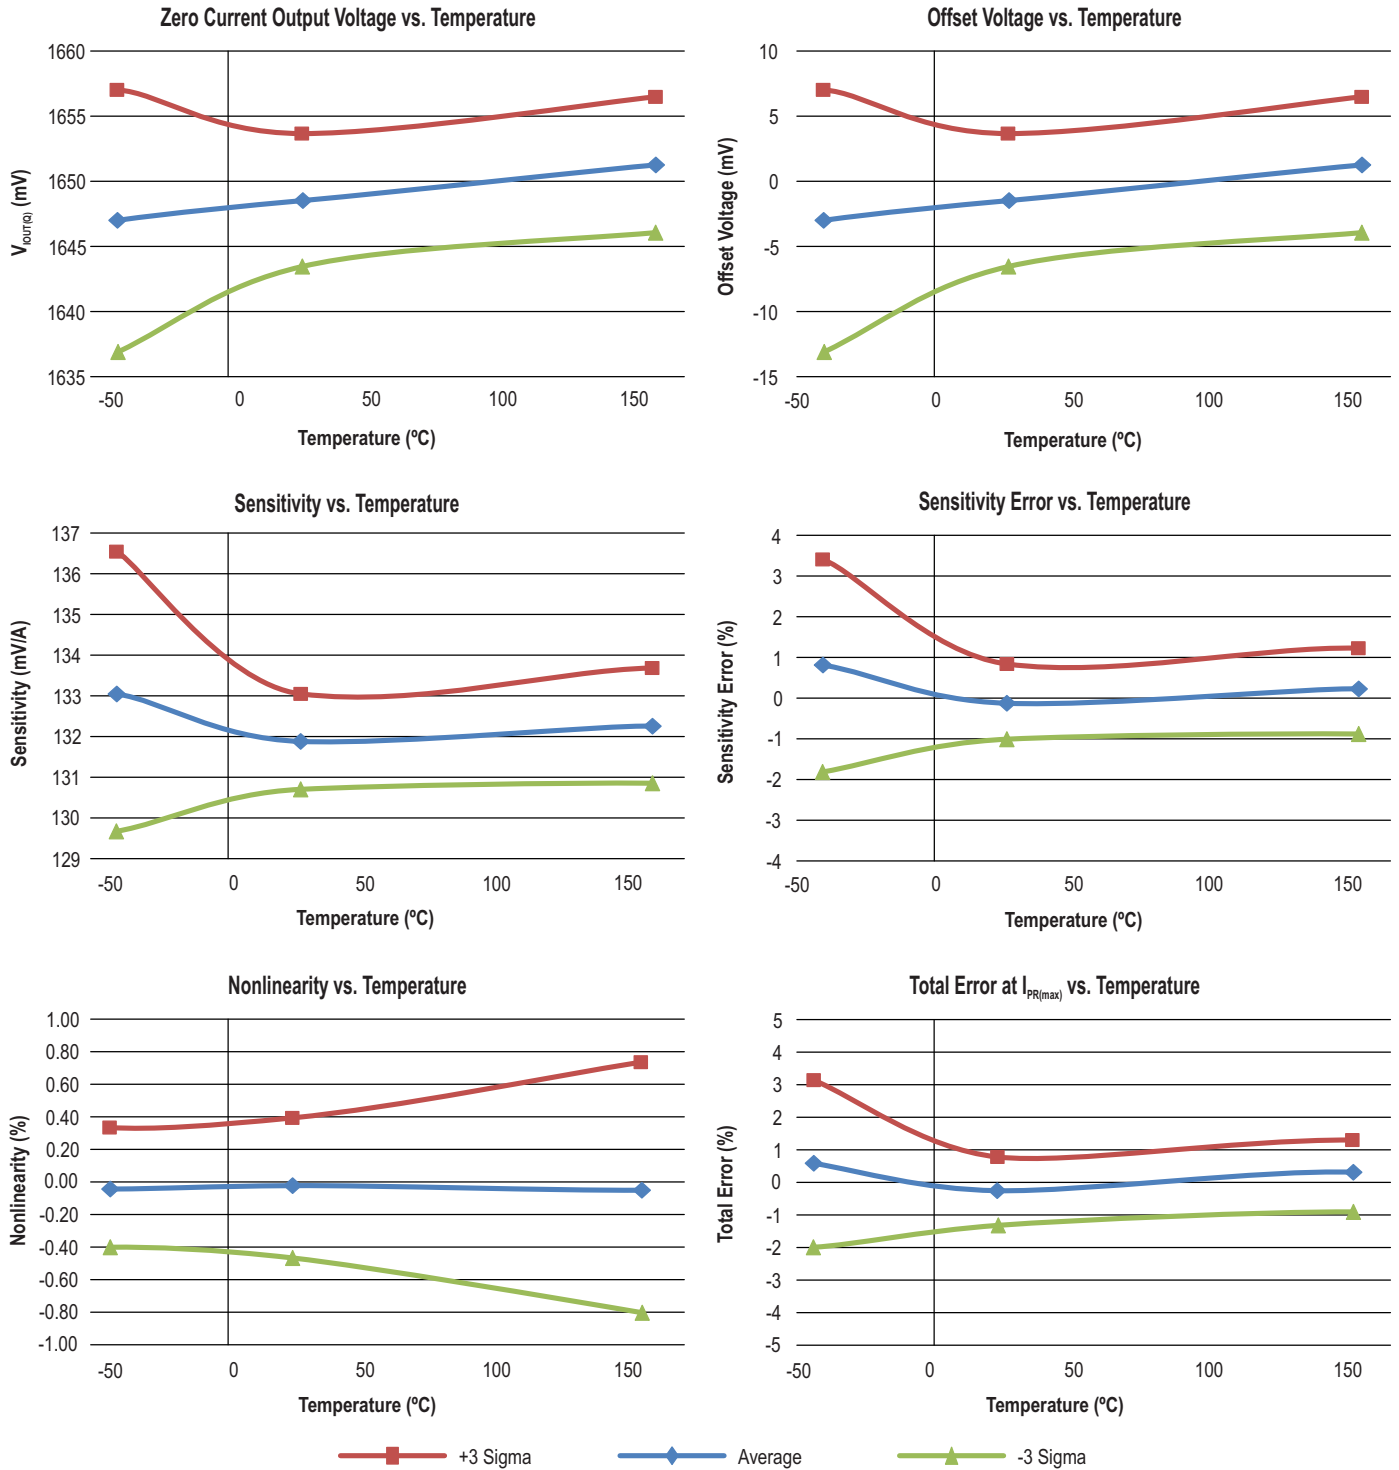 Zero Current Output Voltage vs. Temperature
1660
1655
1650
1645
1640
1635
V_IOUT(Q) (mV)
-50 0 50 100 150
Temperature (ºC)
Offset Voltage vs. Temperature
10
5
0
-5
-10
-15
Offset Voltage (mV)
-50 0 50 100 150
Temperature (ºC)
Sensitivity vs. Temperature
137
136
135
134
133
132
131
130
129
Sensitivity (mV/A)
-50 0 50 100 150
Temperature (ºC)
Sensitivity Error vs. Temperature
4
3
2
1
0
-1
-2
-3
-4
Sensitivity Error (%)
-50 0 50 100 150
Temperature (ºC)
Nonlinearity vs. Temperature
1.00
0.80
0.60
0.40
0.20
0.00
-0.20
-0.40
-0.60
-0.80
-1.00
Nonlinearity (%)
-50 0 50 100 150
Temperature (ºC)
Total Error at I_PR(max) vs. Temperature
5
4
3
2
1
0
-1
-2
-3
-4
-5
Total Error (%)
-50 0 50 100 150
Temperature (ºC)
+3 Sigma Average -3 Sigma